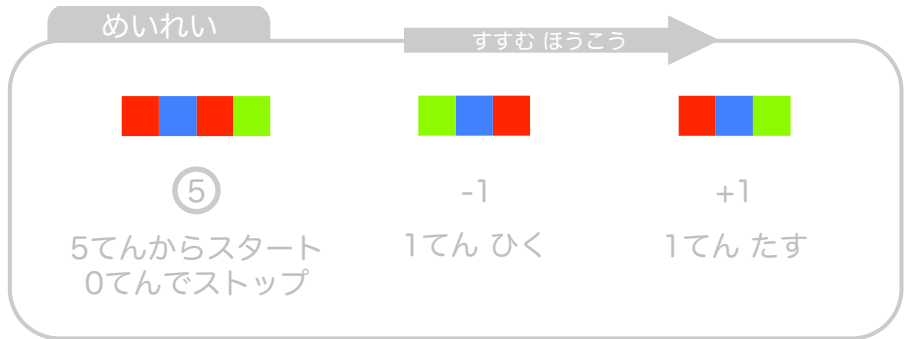 めいれい
すすむ ほうこう
5
-1
+1
5てんからスタート
0てんでストップ
1てん ひく
1てん たす